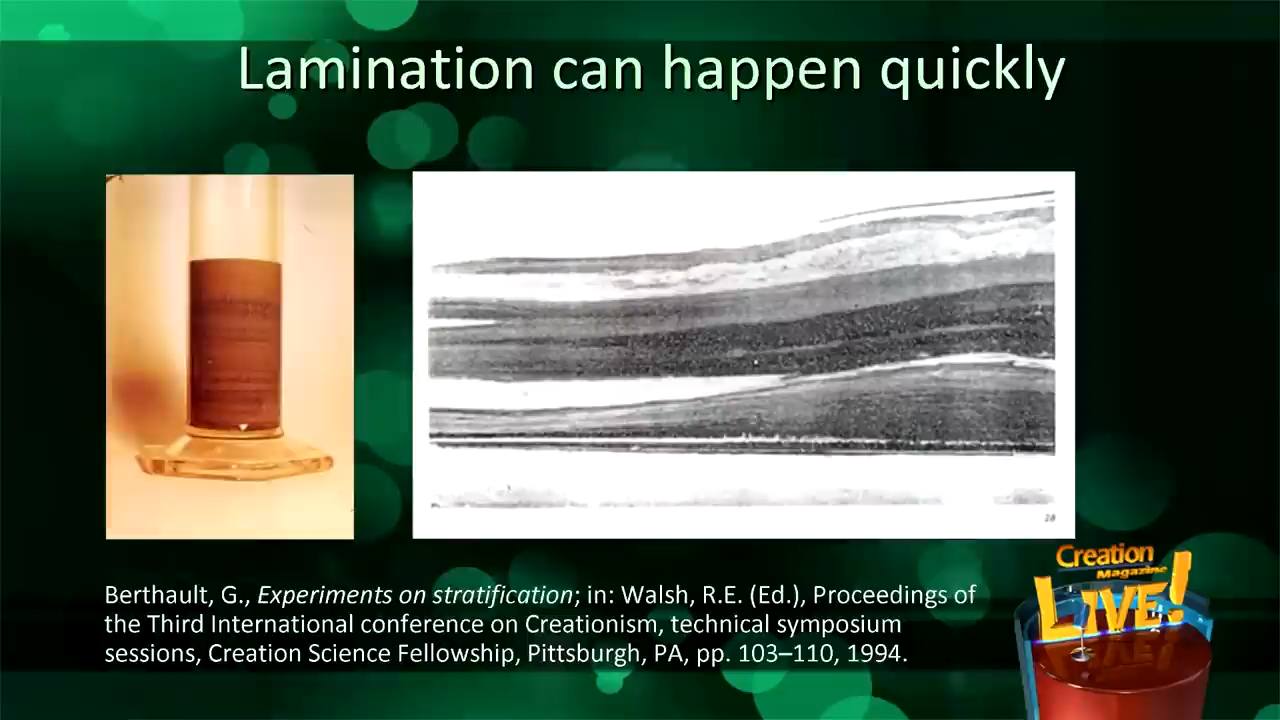 Lamination can happen quickly
28
Berthault, G., Experiments on stratification; in: Walsh, R.E. (Ed.), Proceedings of
the Third International conference on Creationism, technical symposium
sessions, Creation Science Fellowship, Pittsburgh, PA, pp. 103–110, 1994.
Creation
Magazine
LIVE!